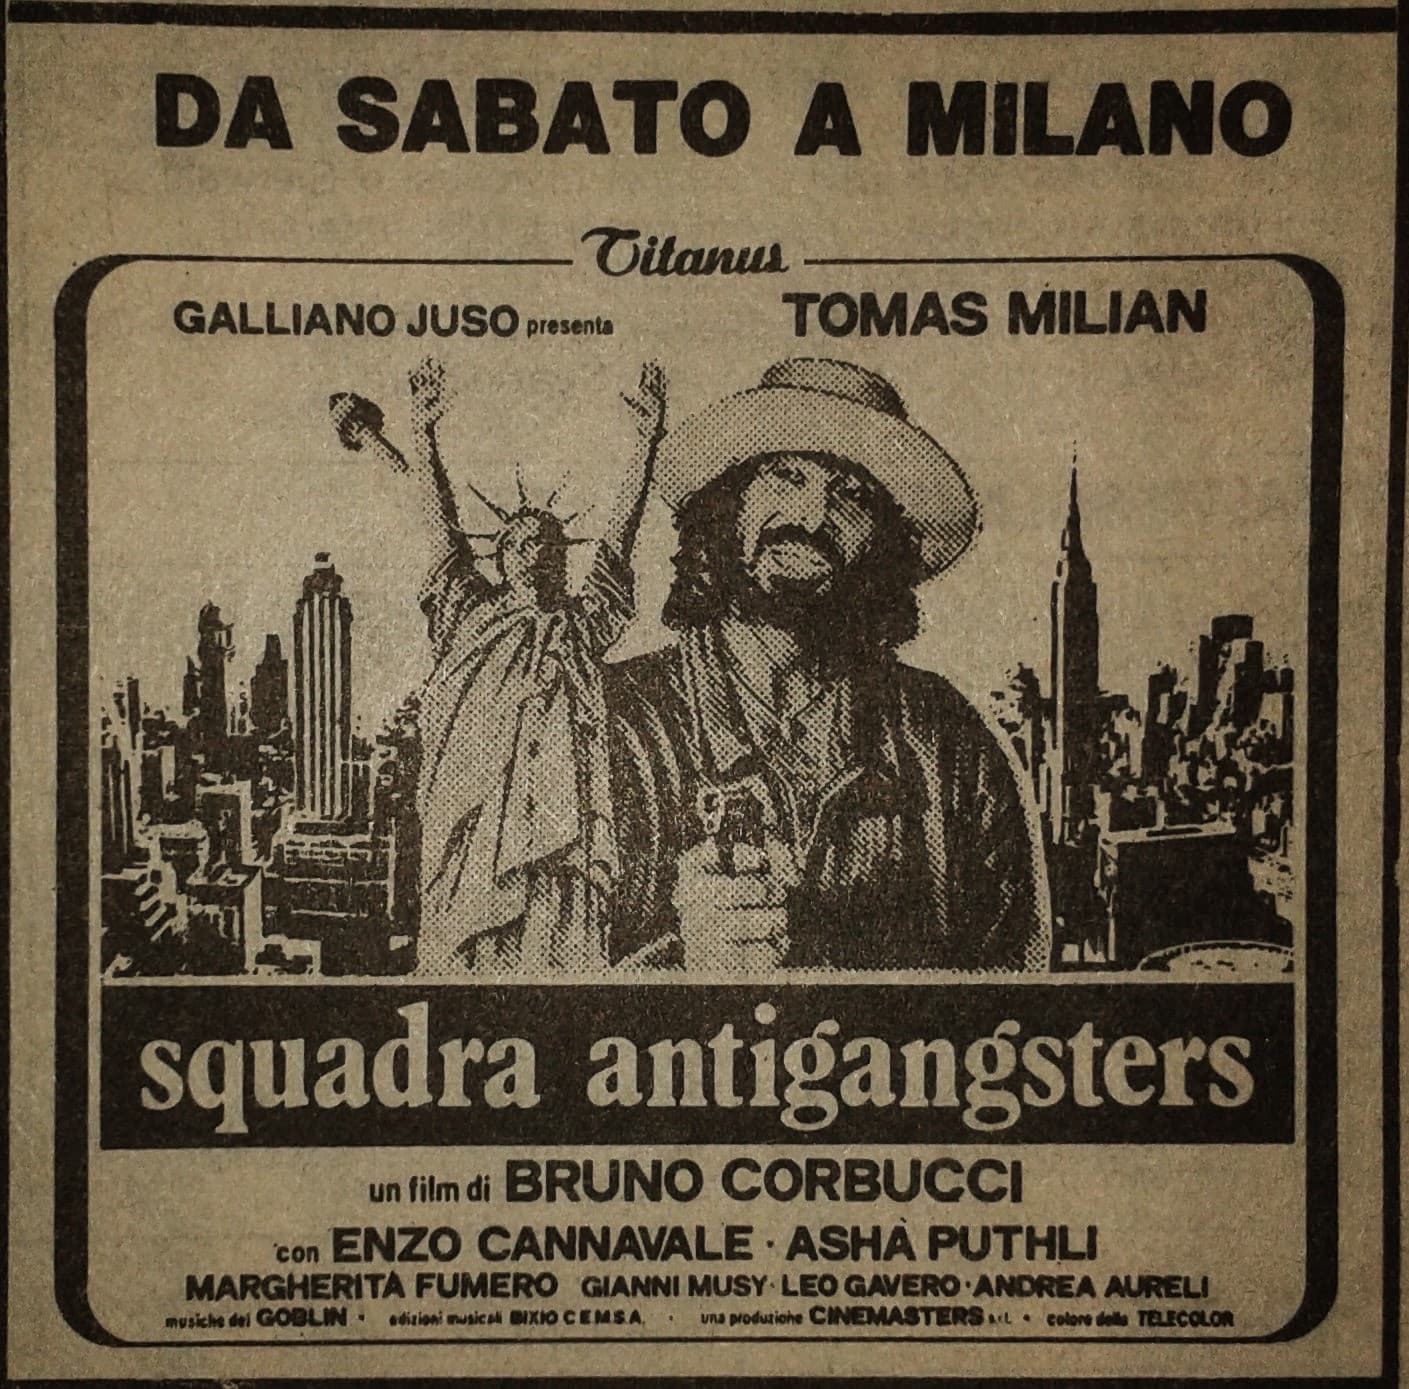 DA SABATO A MILANO
Titanus
GALLIANO JUSO presenta
TOMAS MILIAN
squadra antigangsters
un film di BRUNO CORBUCCI
con ENZO CANNAVALE · ASHA PUTHLI
MARGHERITA FUMERO GIANNI MUSY · LEO GAVERO · ANDREA AURELI
musiche dei GOBLIN · edizioni musicali BIXIO C E M.S.A. · una produzione CINEMASTERS s.r.l. · colore della TELECOLOR